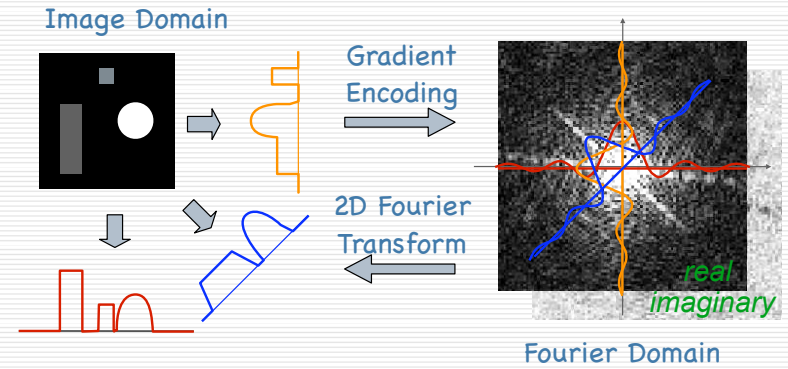 Image Domain
Gradient
Encoding
2D Fourier
Transform
real
imaginary
Fourier Domain